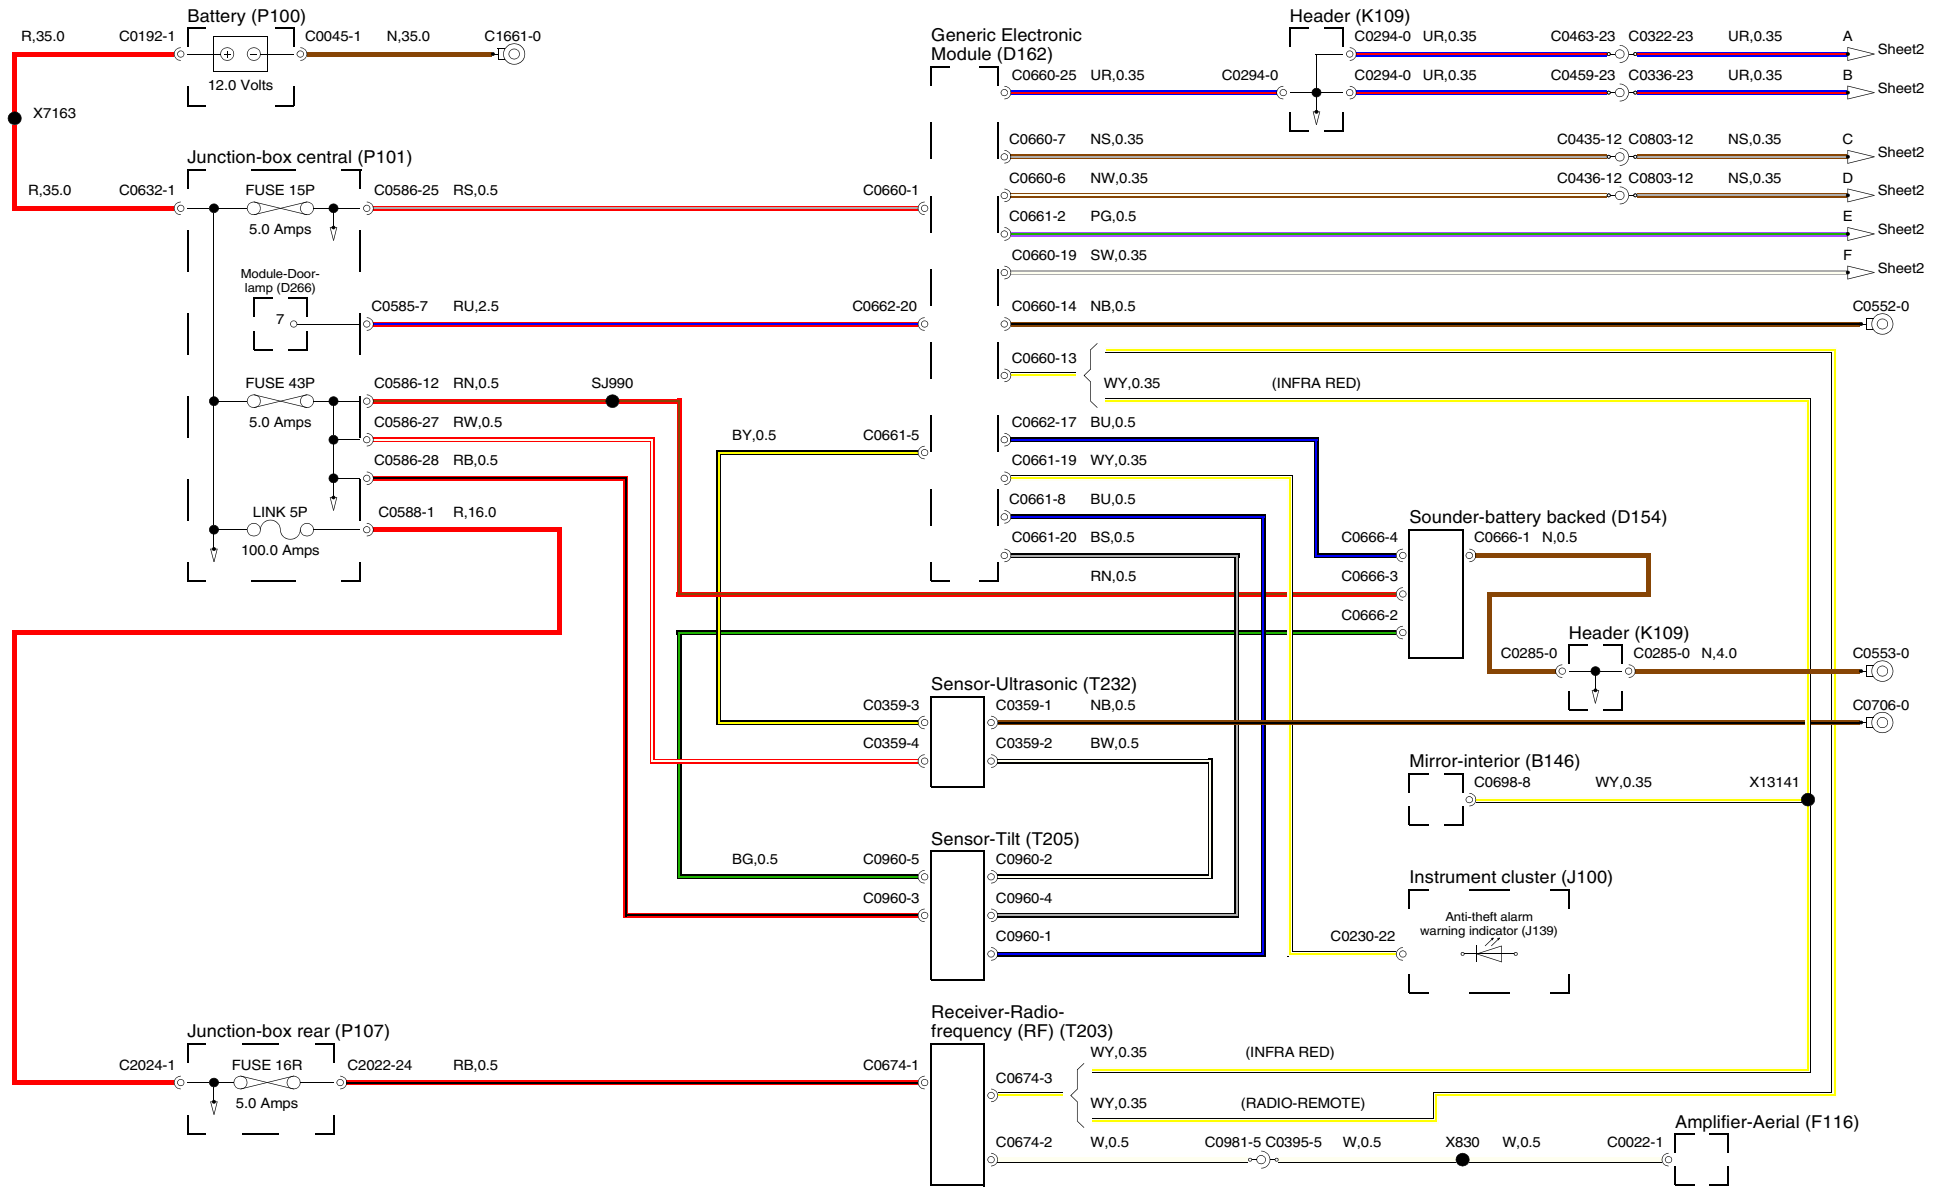 Battery (P100)
R,35.0 C0192-1 C0045-1 N,35.0 C1661-0
12.0 Volts
X7163
Junction-box central (P101)
R,35.0 C0632-1 FUSE 15P C0586-25 RS,0.5 C0660-1
5.0 Amps
Module-Door-
lamp (D266)
7 C0585-7 RU,2.5 C0662-20
FUSE 43P C0586-12 RN,0.5 SJ990
5.0 Amps C0586-27 RW,0.5
BY,0.5 C0661-5
C0586-28 RB,0.5
LINK 5P C0588-1 R,16.0
100.0 Amps
Generic Electronic
Module (D162)
C0660-25 UR,0.35 C0294-0
Header (K109)
C0294-0 UR,0.35 C0463-23 C0322-23 UR,0.35 A Sheet2
C0294-0 UR,0.35 C0459-23 C0336-23 UR,0.35 B Sheet2
C0660-7 NS,0.35 C0435-12 C0803-12 NS,0.35 C Sheet2
C0660-6 NW,0.35 C0436-12 C0803-12 NS,0.35 D Sheet2
C0661-2 PG,0.5 E Sheet2
C0660-19 SW,0.35 F Sheet2
C0660-14 NB,0.5 C0552-0
C0660-13
WY,0.35 (INFRA RED)
C0662-17 BU,0.5
C0661-19 WY,0.35
C0661-8 BU,0.5
C0661-20 BS,0.5
RN,0.5
Sounder-battery backed (D154)
C0666-4 C0666-1 N,0.5
C0666-3
C0666-2
Header (K109)
C0285-0 C0285-0 N,4.0 C0553-0
Sensor-Ultrasonic (T232)
C0359-3 C0359-1 NB,0.5 C0706-0
C0359-4 C0359-2 BW,0.5
Mirror-interior (B146)
C0698-8 WY,0.35 X13141
Sensor-Tilt (T205)
BG,0.5 C0960-5 C0960-2
C0960-3 C0960-4
C0960-1
Instrument cluster (J100)
Anti-theft alarm
warning indicator (J139)
C0230-22
Junction-box rear (P107)
C2024-1 FUSE 16R C2022-24 RB,0.5 C0674-1
5.0 Amps
Receiver-Radio-
frequency (RF) (T203)
WY,0.35 (INFRA RED)
C0674-3
WY,0.35 (RADIO-REMOTE)
Amplifier-Aerial (F116)
C0674-2 W,0.5 C0981-5 C0395-5 W,0.5 X830 W,0.5 C0022-1